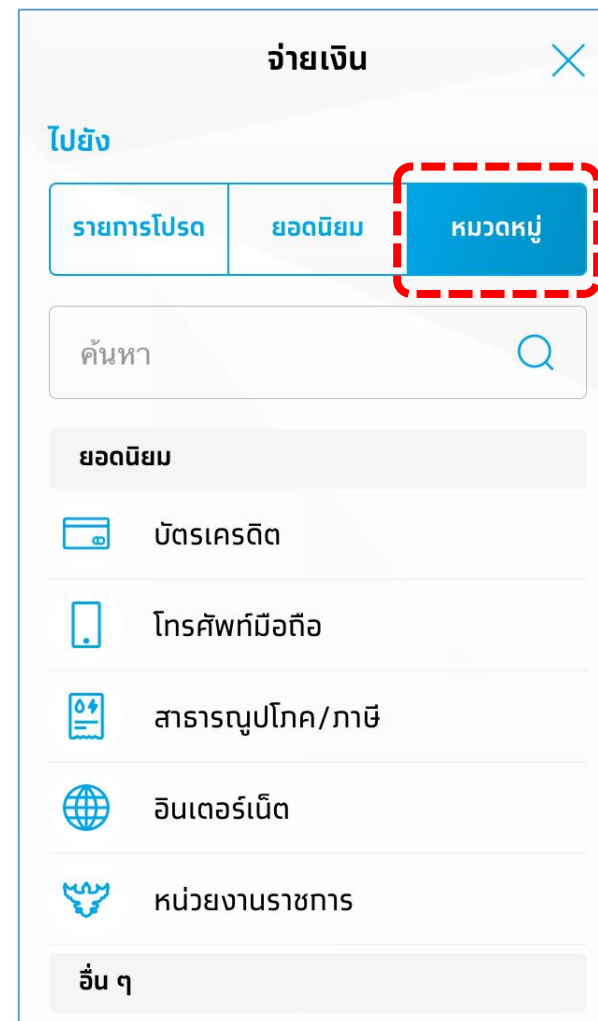 จ่ายเงิน
ไปยัง
รายการโปรด ยอดนิยม หมวดหมู่
ค้นหา
ยอดนิยม
บัตรเครดิต
โทรศัพท์มือถือ
สาธารณูปโภค/ภาษี
อินเตอร์เน็ต
หน่วยงานราชการ
อื่น ๆ